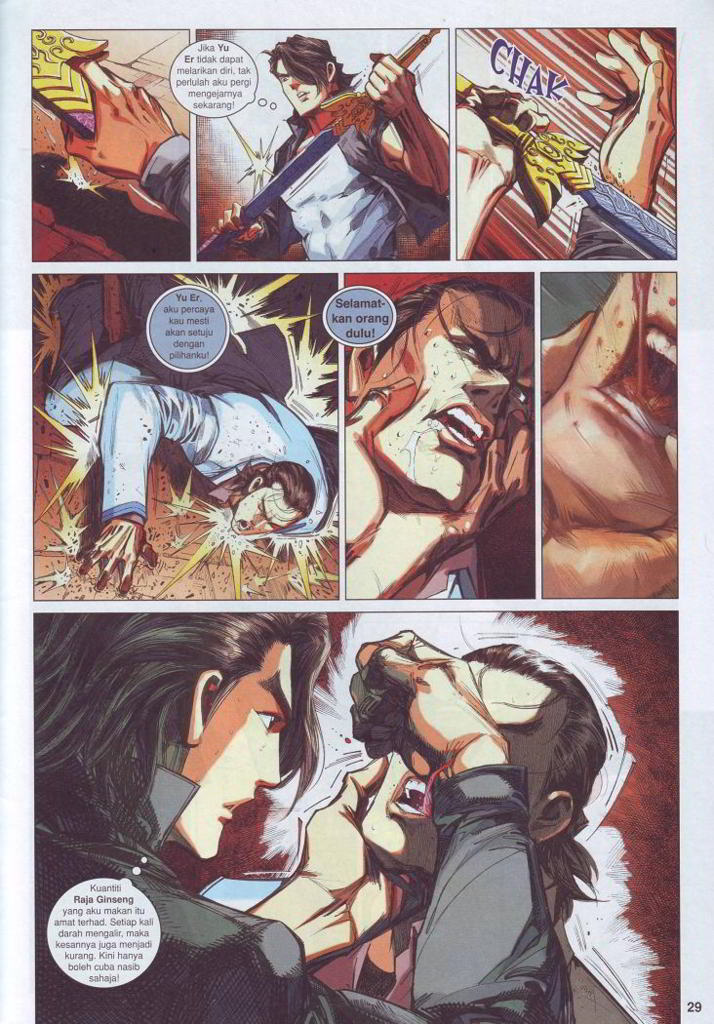 Jika Yu
Er tidak dapat
melarikan diri, tak
perlulah aku pergi
mengejarnya
sekarang!
CHAK
Yu Er,
aku percaya
kau mesti
akan setuju
dengan
pilihanku!
Selamat-
kan orang
dulu!
Kuantiti
Raja Ginseng
yang aku makan itu
amat terhad. Setiap kali
darah mengalir, maka
kesannya juga menjadi
kurang. Kini hanya
boleh cuba nasib
sahaja!
29